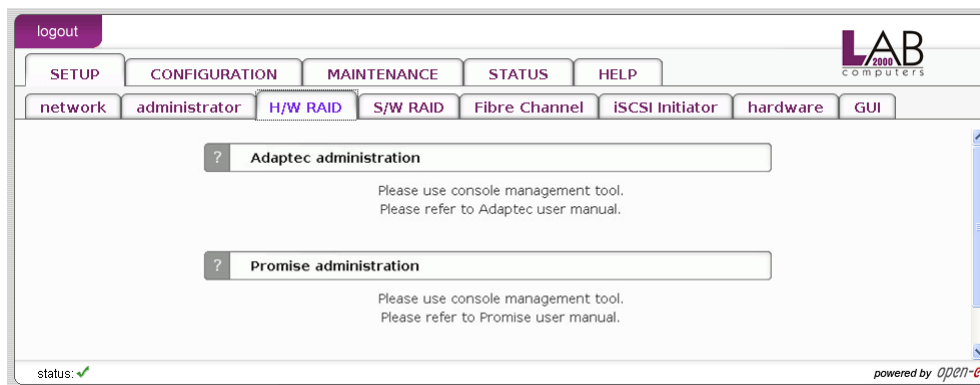 logout
LAB
2000
computers
SETUP CONFIGURATION MAINTENANCE STATUS HELP
network administrator H/W RAID S/W RAID Fibre Channel iSCSI Initiator hardware GUI
? Adaptec administration
Please use console management tool.
Please refer to Adaptec user manual.
? Promise administration
Please use console management tool.
Please refer to Promise user manual.
status:
powered by open-e